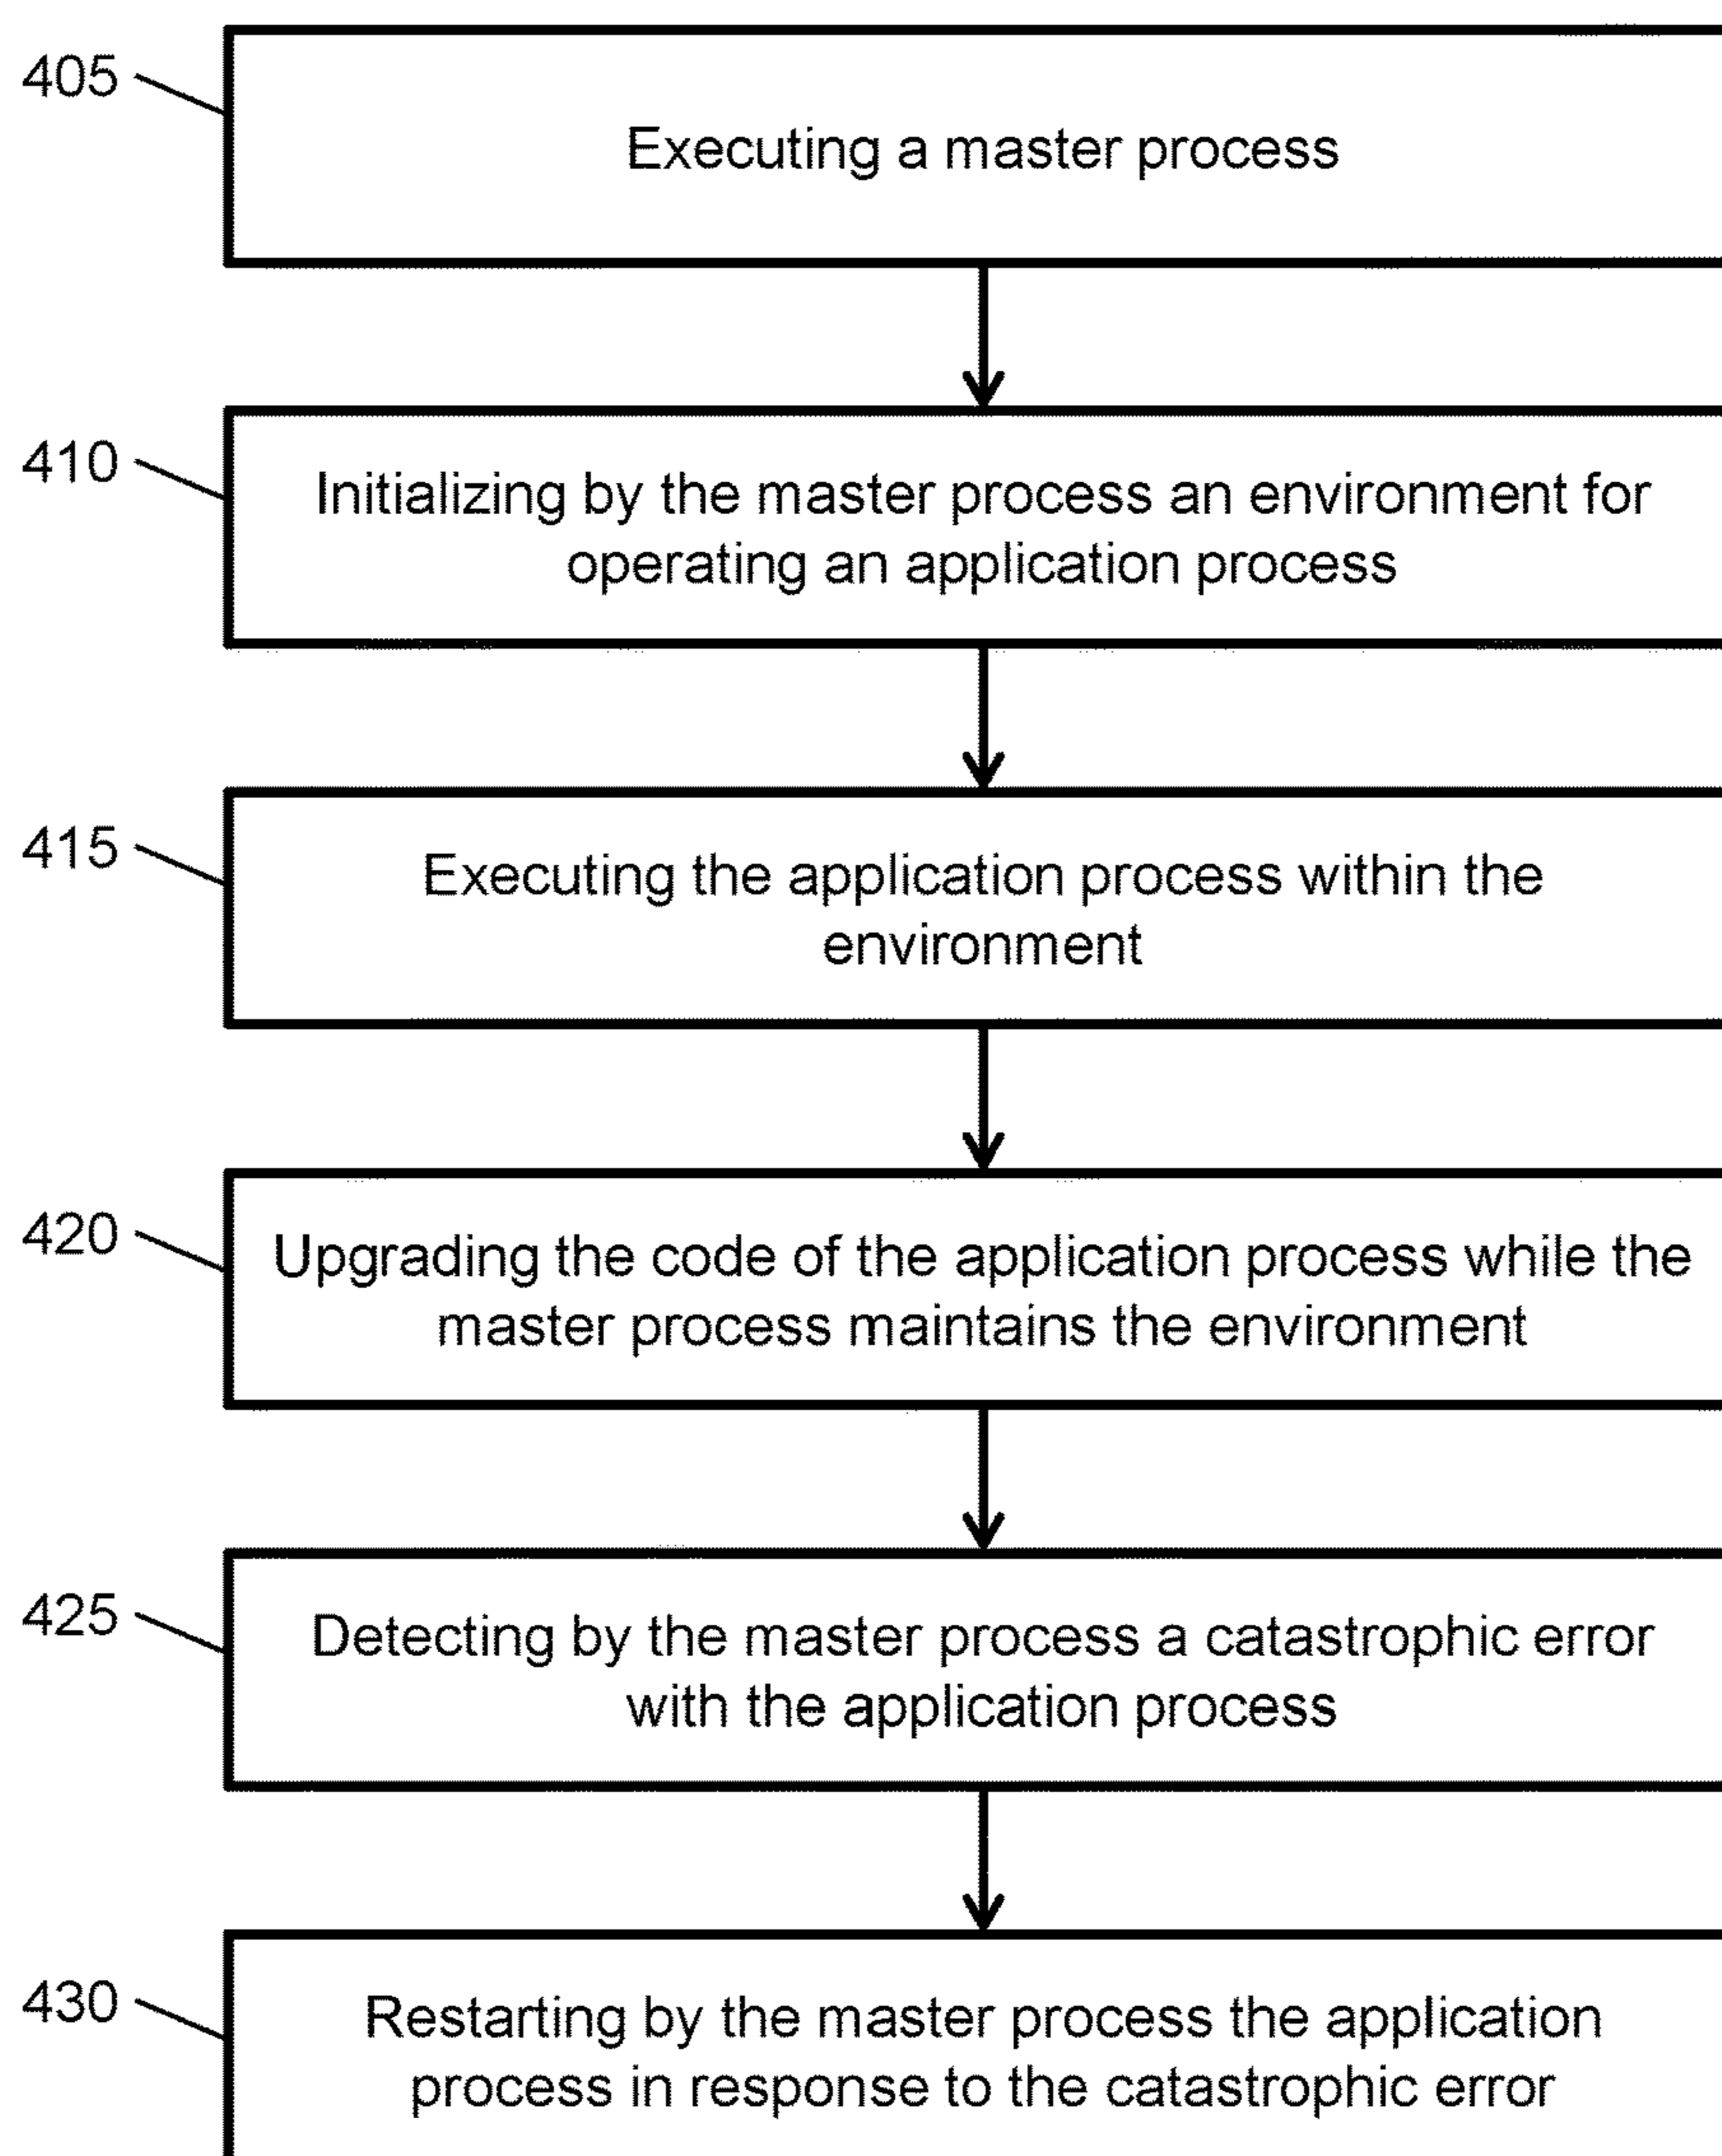 405
Executing a master process
410
Initializing by the master process an environment for
operating an application process
415
Executing the application process within the
environment
420
Upgrading the code of the application process while the
master process maintains the environment
425
Detecting by the master process a catastrophic error
with the application process
430
Restarting by the master process the application
process in response to the catastrophic error